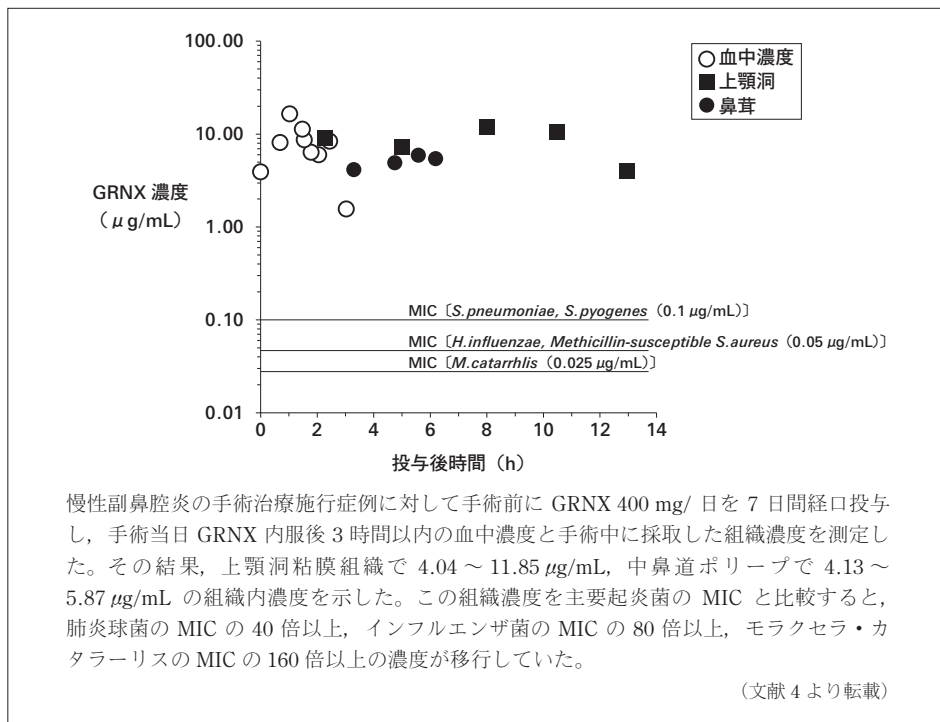 100.00
10.00
1.00
0.10
0.01
GRNX 濃度
(μg/mL)
血中濃度
上顎洞
鼻茸
MIC〔S.pneumoniae, S.pyogenes(0.1 μg/mL)〕
MIC〔H.influenzae, Methicillin-susceptible S.aureus(0.05 μg/mL)〕
MIC〔M.catarrhlis(0.025 μg/mL)〕
0 2 4 6 8 10 12 14
投与後時間(h)
慢性副鼻腔炎の手術治療施行症例に対して手術前に GRNX 400 mg/ 日を 7 日間経口投与
し,手術当日 GRNX 内服後 3 時間以内の血中濃度と手術中に採取した組織濃度を測定し
た。その結果,上顎洞粘膜組織で 4.04 ~ 11.85 μg/mL,中鼻道ポリープで 4.13 ~
5.87 μg/mL の組織内濃度を示した。この組織濃度を主要起炎菌の MIC と比較すると,
肺炎球菌の MIC の 40 倍以上,インフルエンザ菌の MIC の 80 倍以上,モラクセラ・カ
タラーリスの MIC の 160 倍以上の濃度が移行していた。
(文献 4 より転載)